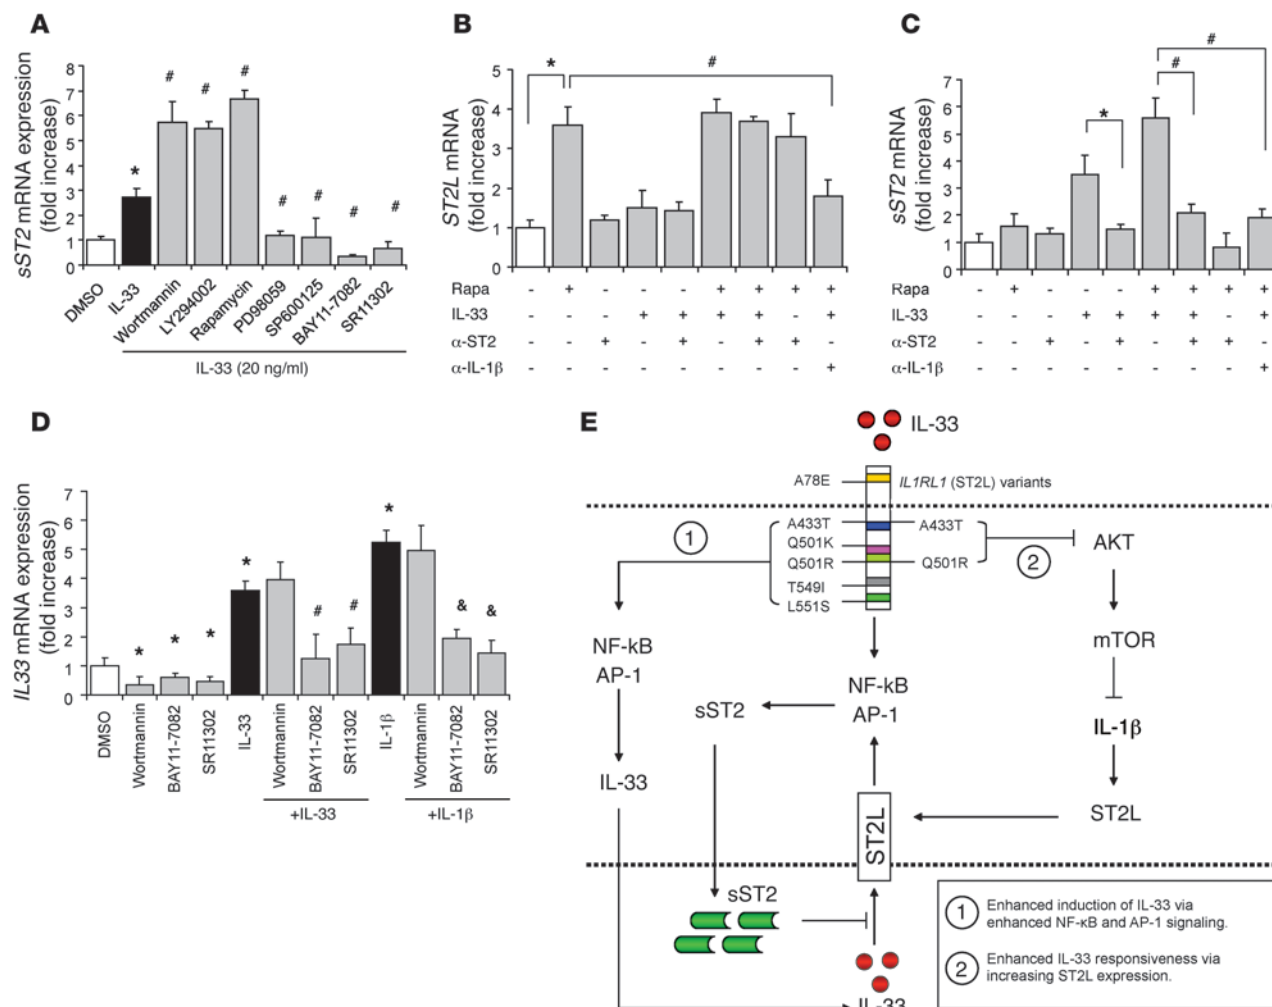 A
sST2 mRNA expression
(fold increase)
8
7
6
5
4
3
2
1
0
*
#
#
#
#
#
#
#
DMSO
IL-33
Wortmannin
LY294002
Rapamycin
PD98059
SP600125
BAY11-7082
SR11302
IL-33 (20 ng/ml)
B
ST2L mRNA
(fold increase)
5
4
3
2
1
0
*
#
Rapa - + - - - + + + +
IL-33 - - - + + + + - +
α-ST2 - - + - + - + + -
α-IL-1β - - - - - - - - +
C
sST2 mRNA
(fold increase)
7
6
5
4
3
2
1
0
*
#
#
Rapa - + - - - + + + +
IL-33 - - - + + + + - +
α-ST2 - - + - + - + + -
α-IL-1β - - - - - - - - +
D
IL33 mRNA expression
(fold increase)
7
6
5
4
3
2
1
0
*
*
*
*
#
#
*
&
&
DMSO
Wortmannin
BAY11-7082
SR11302
IL-33
Wortmannin
BAY11-7082
SR11302
IL-1β
Wortmannin
BAY11-7082
SR11302
+IL-33
+IL-1β
E
IL-33
A78E
IL1RL1 (ST2L) variants
A433T
Q501K
Q501R
T549I
L551S
A433T
Q501R
1
2
AKT
mTOR
IL-1β
ST2L
NF-kB
AP-1
IL-33
NF-kB
AP-1
sST2
ST2L
sST2
IL-33
1 Enhanced induction of IL-33 via
enhanced NF-κB and AP-1 signaling.
2 Enhanced IL-33 responsiveness via
increasing ST2L expression.